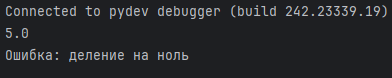 Connected to pydev debugger (build 242.23339.19)
5.0
Ошибка: деление на ноль